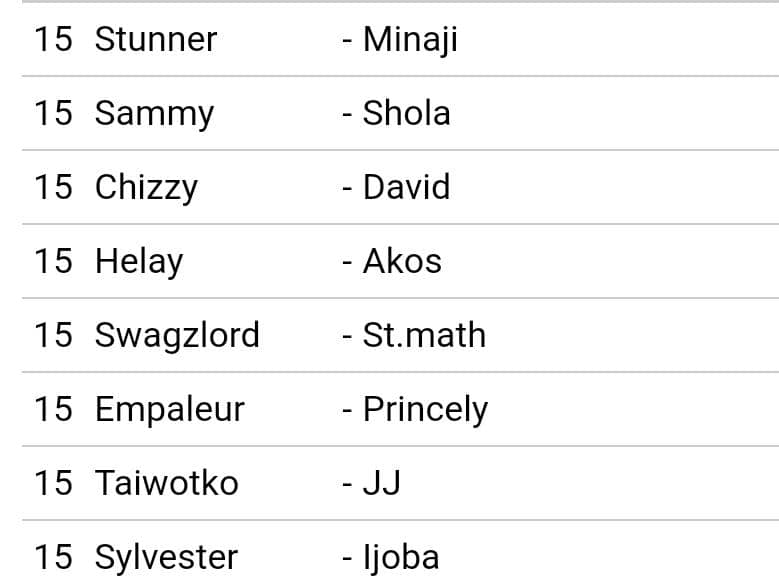 15 Stunner - Minaji
15 Sammy - Shola
15 Chizzy - David
15 Helay - Akos
15 Swagzlord - St.math
15 Empaleur - Princely
15 Taiwotko - JJ
15 Sylvester - Ijoba